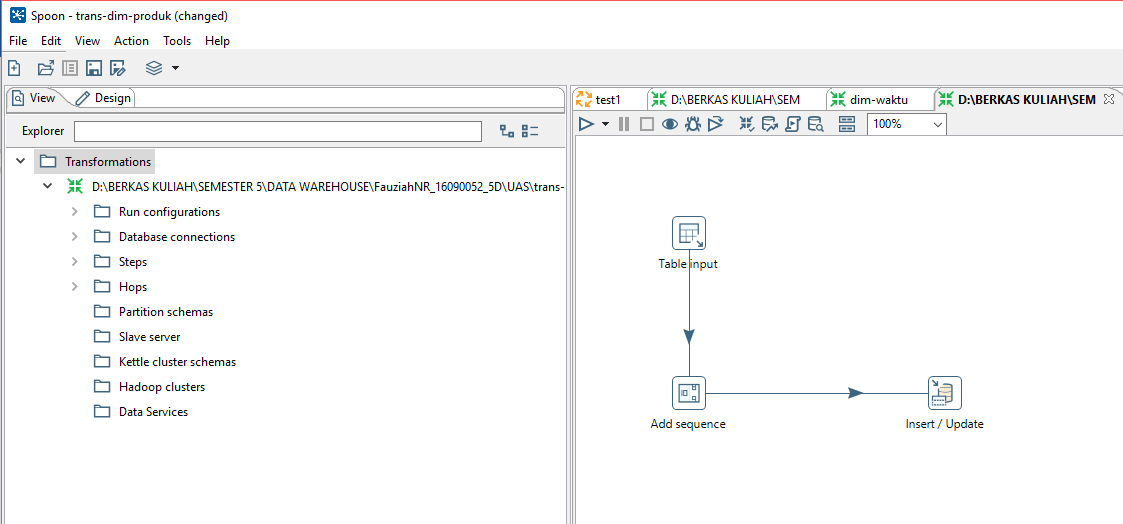 Spoon - trans-dim-produk (changed)
File Edit View Action Tools Help
View Design
Explorer
Transformations
D:\BERKAS KULIAH\SEMESTER 5\DATA WAREHOUSE\FauziahNR_16090052_5D\UAS\trans-
Run configurations
Database connections
Steps
Hops
Partition schemas
Slave server
Kettle cluster schemas
Hadoop clusters
Data Services
test1 D:\BERKAS KULIAH\SEM dim-waktu D:\BERKAS KULIAH\SEM
100%
Table input
Add sequence
Insert / Update